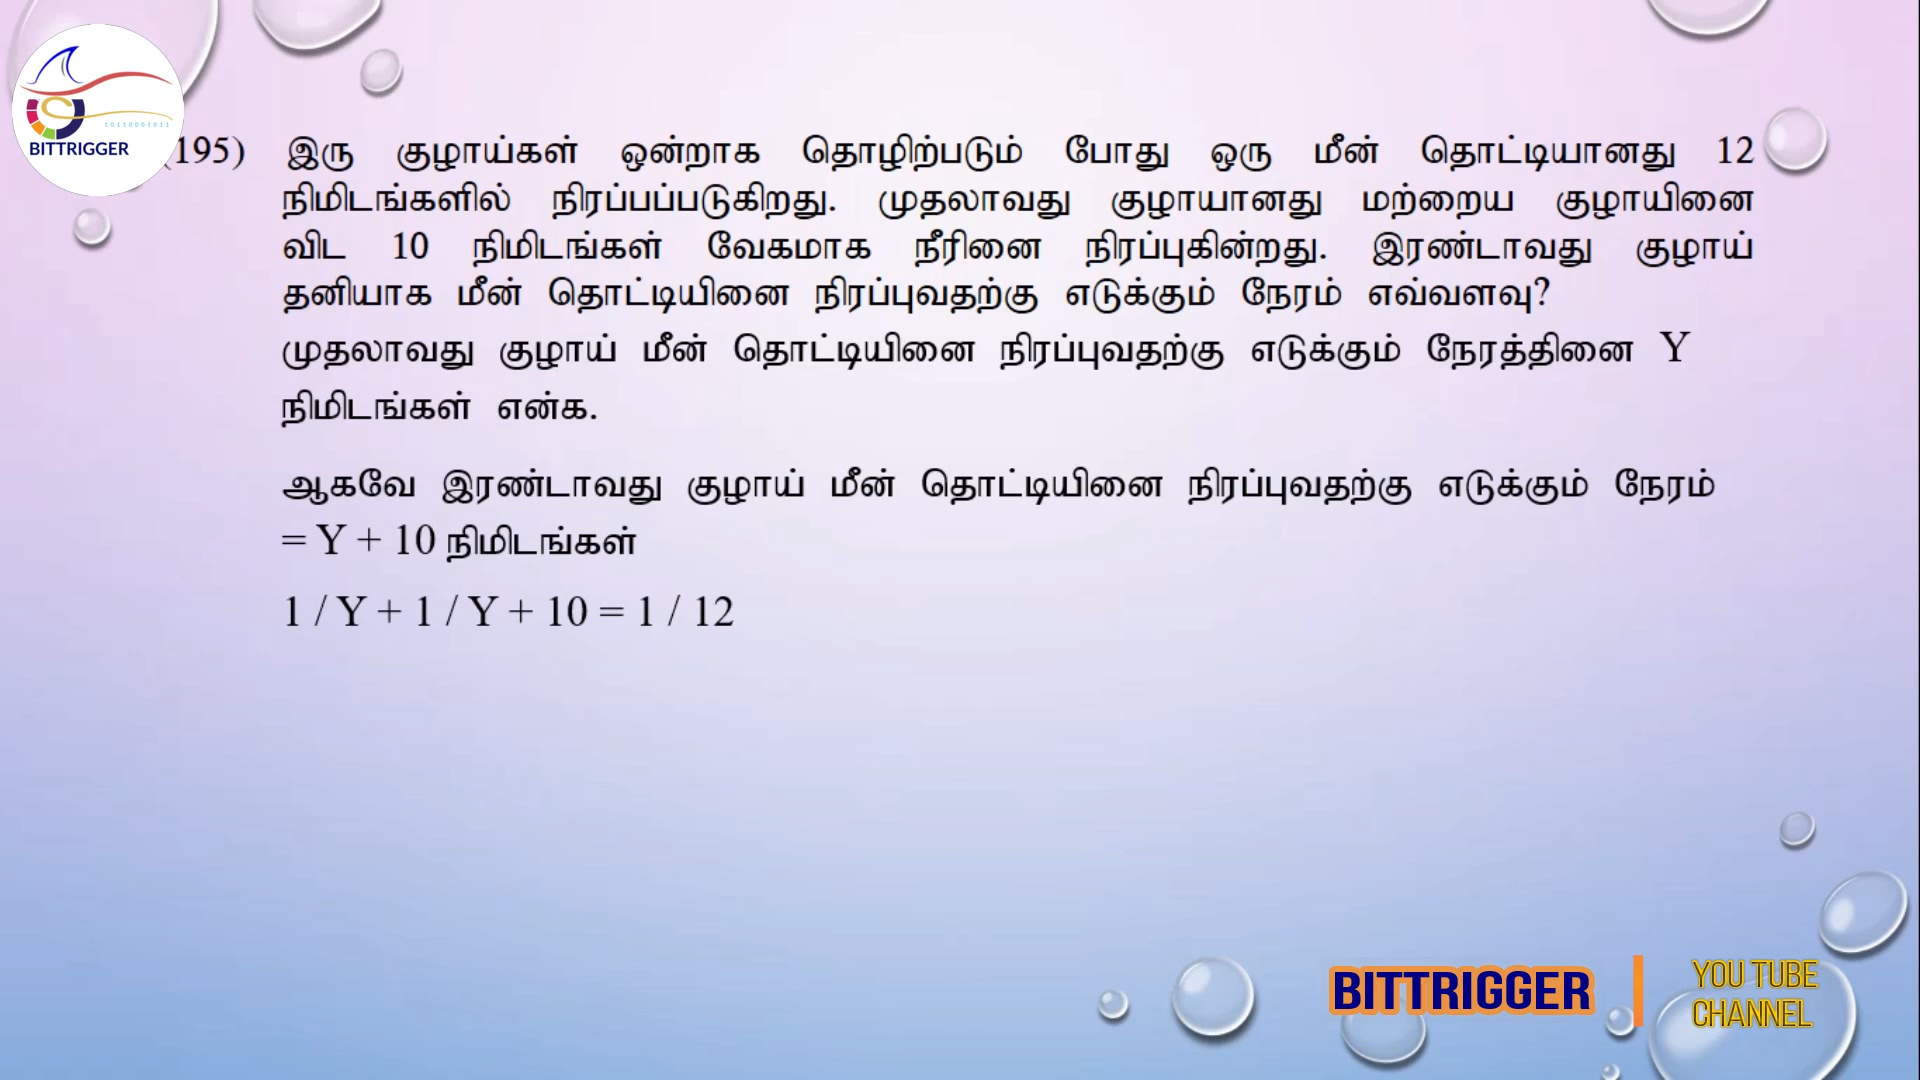 10110001011
BITTRIGGER
(195) இரு குழாய்கள் ஒன்றாக தொழிற்படும் போது ஒரு மீன் தொட்டியானது 12
நிமிடங்களில் நிரப்பப்படுகிறது. முதலாவது குழாயானது மற்றைய குழாயினை
விட 10 நிமிடங்கள் வேகமாக நீரினை நிரப்புகின்றது. இரண்டாவது குழாய்
தனியாக மீன் தொட்டியினை நிரப்புவதற்கு எடுக்கும் நேரம் எவ்வளவு?
முதலாவது குழாய் மீன் தொட்டியினை நிரப்புவதற்கு எடுக்கும் நேரத்தினை Y
நிமிடங்கள் என்க.
ஆகவே இரண்டாவது குழாய் மீன் தொட்டியினை நிரப்புவதற்கு எடுக்கும் நேரம்
= Y + 10 நிமிடங்கள்
1 / Y + 1 / Y + 10 = 1 / 12
BITTRIGGER
YOU TUBE
CHANNEL